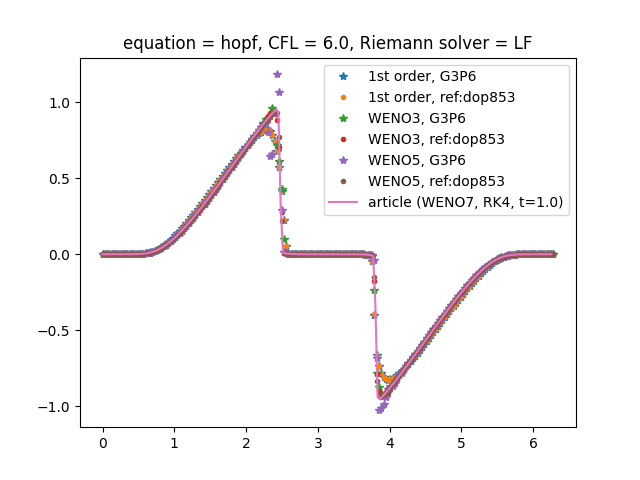 equation = hopf, CFL = 6.0, Riemann solver = LF
1st order, G3P6
1st order, ref:dop853
WENO3, G3P6
WENO3, ref:dop853
WENO5, G3P6
WENO5, ref:dop853
article (WENO7, RK4, t=1.0)
1.0
0.5
0.0
−0.5
−1.0
0 1 2 3 4 5 6